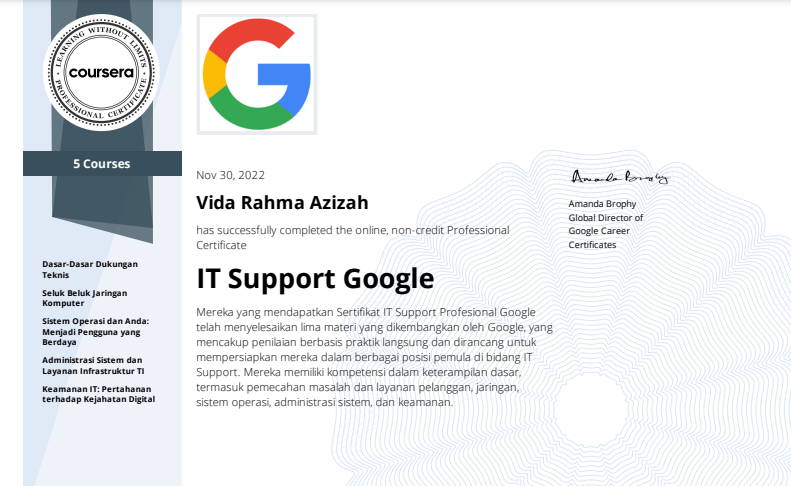 LEARNING WITHOUT LIMITS
coursera
PROFESSIONAL CERTIFICATE
5 Courses
Dasar-Dasar Dukungan
Teknis
Seluk Beluk Jaringan
Komputer
Sistem Operasi dan Anda:
Menjadi Pengguna yang
Berdaya
Administrasi Sistem dan
Layanan Infrastruktur TI
Keamanan IT: Pertahanan
terhadap Kejahatan Digital
G
Nov 30, 2022
Vida Rahma Azizah
has successfully completed the online, non-credit Professional
Certificate
IT Support Google
Mereka yang mendapatkan Sertifikat IT Support Profesional Google
telah menyelesaikan lima materi yang dikembangkan oleh Google, yang
mencakup penilaian berbasis praktik langsung dan dirancang untuk
mempersiapkan mereka dalam berbagai posisi pemula di bidang IT
Support. Mereka memiliki kompetensi dalam keterampilan dasar,
termasuk pemecahan masalah dan layanan pelanggan, jaringan,
sistem operasi, administrasi sistem, dan keamanan.
Amanda Brophy
Amanda Brophy
Global Director of
Google Career
Certificates